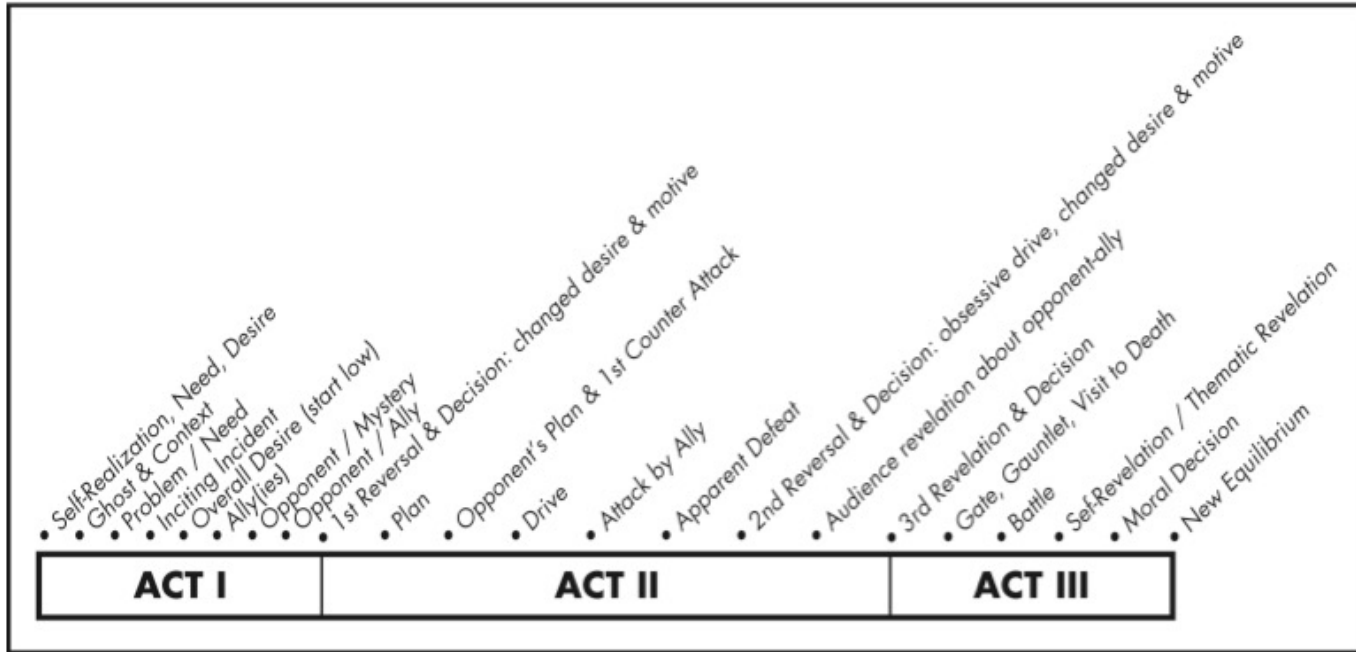 Self-Realization, Need, Desire
Ghost & Context
Problem / Need
Inciting Incident
Overall Desire (start low)
Ally(ies)
Opponent / Mystery
Opponent / Ally
1st Reversal & Decision: changed desire & motive
Plan
Opponent's Plan & 1st Counter Attack
Drive
Attack by Ally
Apparent Defeat
2nd Reversal & Decision: obsessive drive, changed desire & motive
Audience revelation about opponent-ally
3rd Revelation & Decision
Gate, Gauntlet, Visit to Death
Battle
Set-Revelation / Thematic Revelation
Moral Decision
New Equilibrium
ACT I
ACT II
ACT III